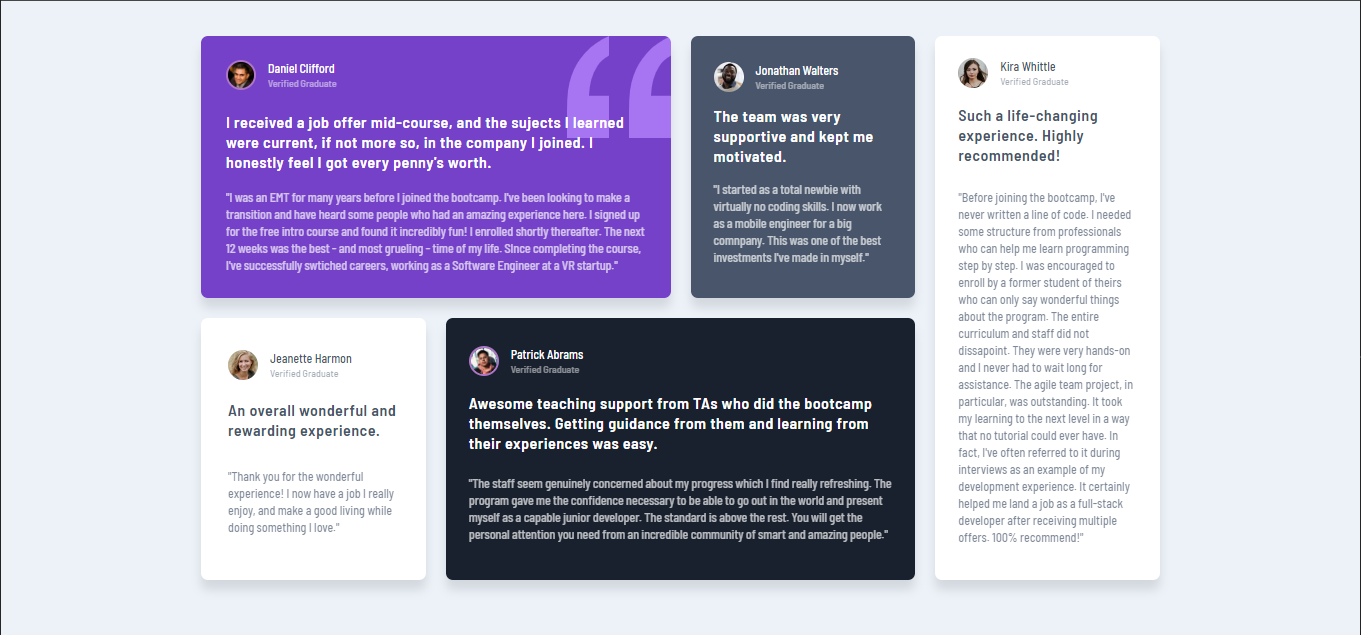 Daniel Clifford
Verified Graduate
I received a job offer mid-course, and the sujects I learned
were current, if not more so, in the company I joined. I
honestly feel I got every penny's worth.
"I was an EMT for many years before I joined the bootcamp. I've been looking to make a
transition and have heard some people who had an amazing experience here. I signed up
for the free intro course and found it incredibly fun! I enrolled shortly thereafter. The next
12 weeks was the best - and most grueling - time of my life. SInce completing the course,
I've successfully swtiched careers, working as a Software Engineer at a VR startup."
Jonathan Walters
Verified Graduate
The team was very
supportive and kept me
motivated.
"I started as a total newbie with
virtually no coding skills. I now work
as a mobile engineer for a big
comnpany. This was one of the best
investments I've made in myself."
Kira Whittle
Verified Graduate
Such a life-changing
experience. Highly
recommended!
"Before joining the bootcamp, I've
never written a line of code. I needed
some structure from professionals
who can help me learn programming
step by step. I was encouraged to
enroll by a former student of theirs
who can only say wonderful things
about the program. The entire
curriculum and staff did not
dissapoint. They were very hands-on
and I never had to wait long for
assistance. The agile team project, in
particular, was outstanding. It took
my learning to the next level in a way
that no tutorial could ever have. In
fact, I've often referred to it during
interviews as an example of my
development experience. It certainly
helped me land a job as a full-stack
developer after receiving multiple
offers. 100% recommend!"
Jeanette Harmon
Verified Graduate
An overall wonderful and
rewarding experience.
"Thank you for the wonderful
experience! I now have a job I really
enjoy, and make a good living while
doing something I love."
Patrick Abrams
Verified Graduate
Awesome teaching support from TAs who did the bootcamp
themselves. Getting guidance from them and learning from
their experiences was easy.
"The staff seem genuinely concerned about my progress which I find really refreshing. The
program gave me the confidence necessary to be able to go out in the world and present
myself as a capable junior developer. The standard is above the rest. You will get the
personal attention you need from an incredible community of smart and amazing people."